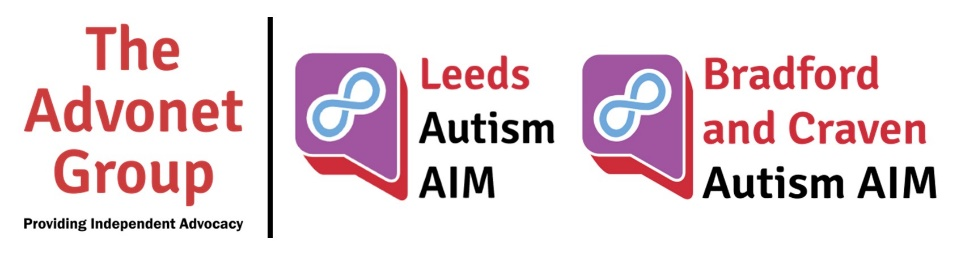 The
Advonet
Group
Providing Independent Advocacy
Leeds
Autism
AIM
Bradford
and Craven
Autism AIM